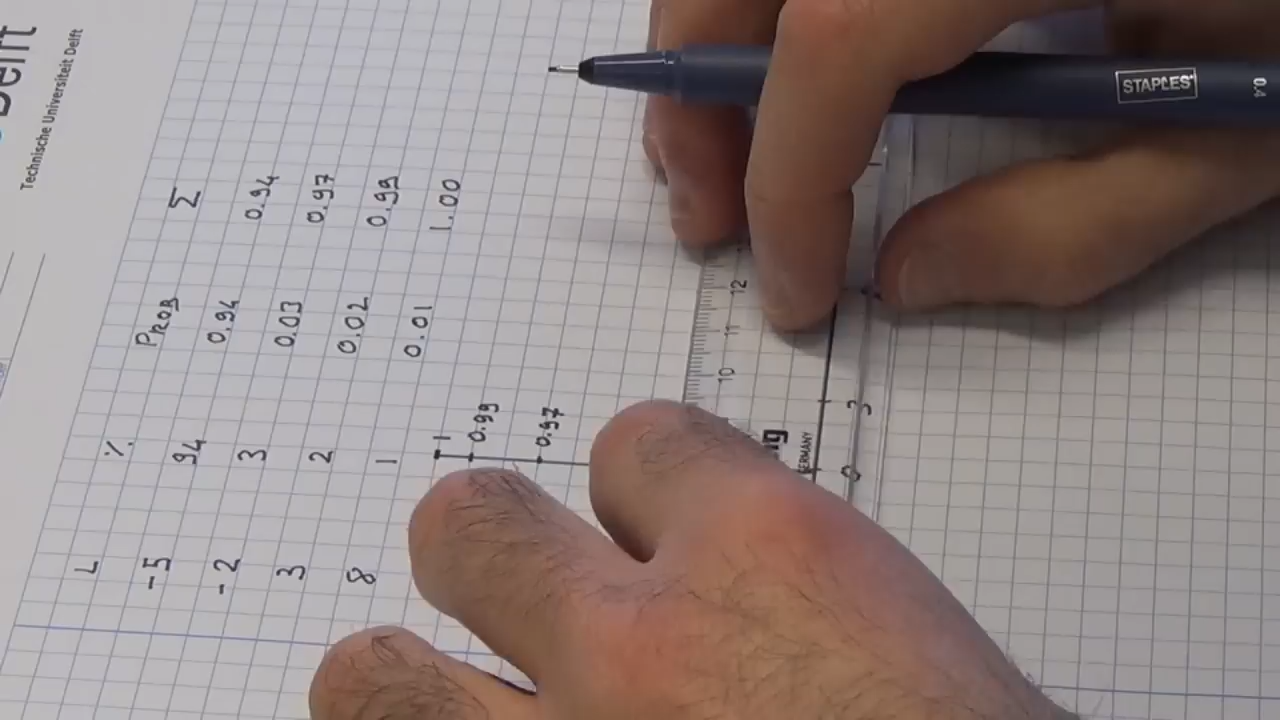 Delft
Technische Universiteit Delft
L % PROB Σ
-5 94 0.94 0.94
-2 3 0.03 0.97
3 2 0.02 0.99
8 1 0.01 1.00
1
0.99
0.97
0 3
10 11 12
GERMANY
STAPLES
0.4